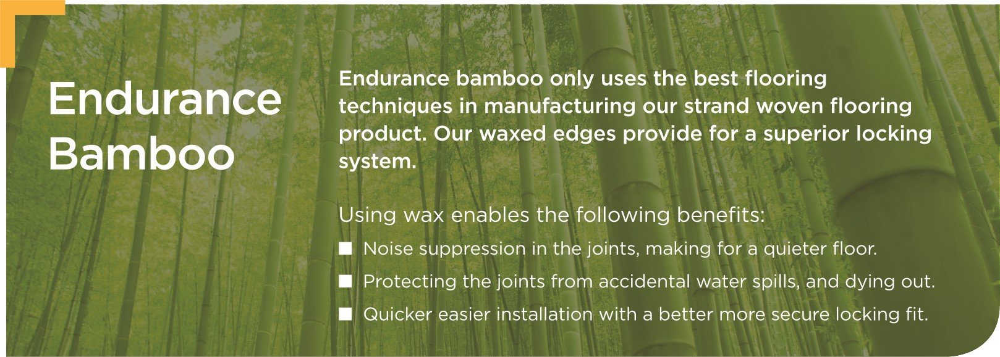 Endurance
Bamboo
Endurance bamboo only uses the best flooring
techniques in manufacturing our strand woven flooring
product. Our waxed edges provide for a superior locking
system.
Using wax enables the following benefits:
■ Noise suppression in the joints, making for a quieter floor.
■ Protecting the joints from accidental water spills, and dying out.
■ Quicker easier installation with a better more secure locking fit.